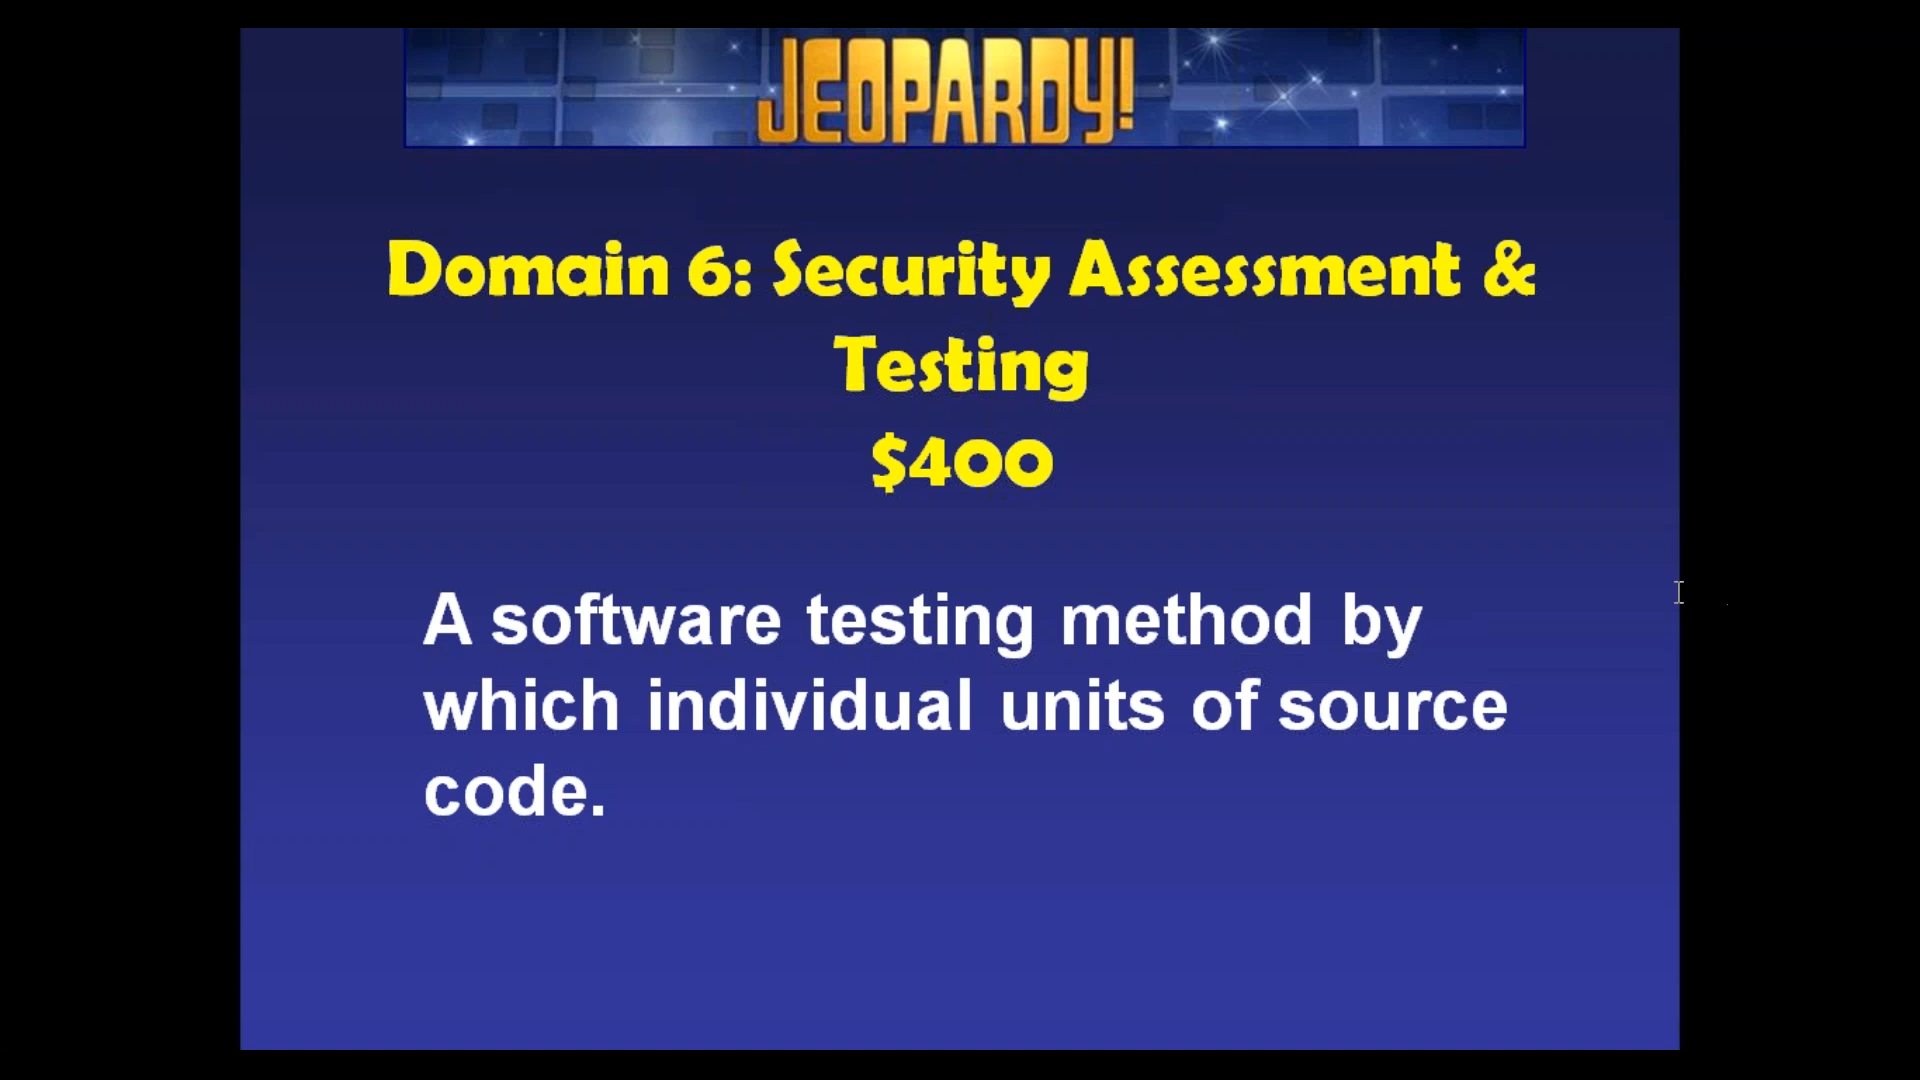 JEOPARDY!
Domain 6: Security Assessment &
Testing
$400
A software testing method by
which individual units of source
code.